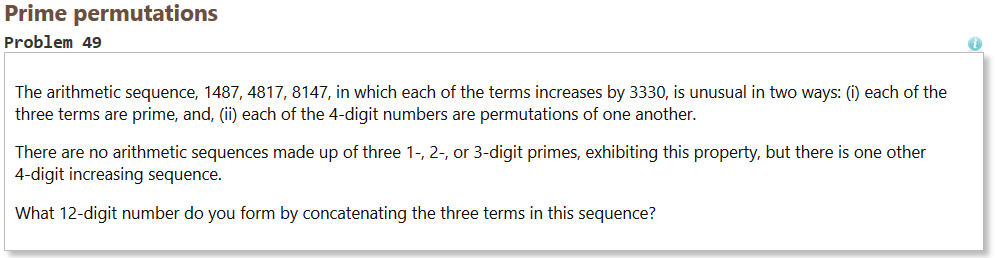 Prime permutations
Problem 49
The arithmetic sequence, 1487, 4817, 8147, in which each of the terms increases by 3330, is unusual in two ways: (i) each of the
three terms are prime, and, (ii) each of the 4-digit numbers are permutations of one another.
There are no arithmetic sequences made up of three 1-, 2-, or 3-digit primes, exhibiting this property, but there is one other
4-digit increasing sequence.
What 12-digit number do you form by concatenating the three terms in this sequence?